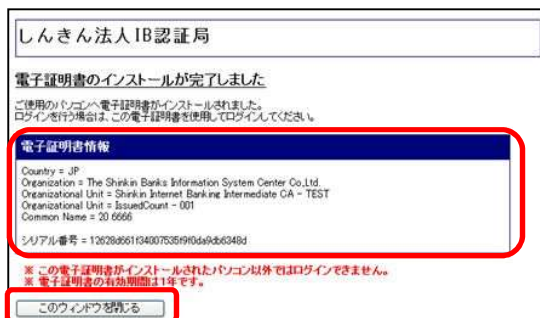 しんきん法人IB認証局
電子証明書のインストールが完了しました
ご使用のパソコンへ電子証明書がインストールされました。
ログインを行う場合は、この電子証明書を使用してログインしてください。
電子証明書情報
Country = JP
Organization = The Shinkin Banks Information System Center Co.,Ltd.
Organizational Unit = Shinkin Internet Banking Intermediate CA - TEST
Organizational Unit = IssuedCount - 001
Common Name = 20 6666
シリアル番号 = 12628d661f34007535f9f0da9db6348d
※ この電子証明書がインストールされたパソコン以外ではログインできません。
※ 電子証明書の有効期間は1年です。
このウィンドウを閉じる